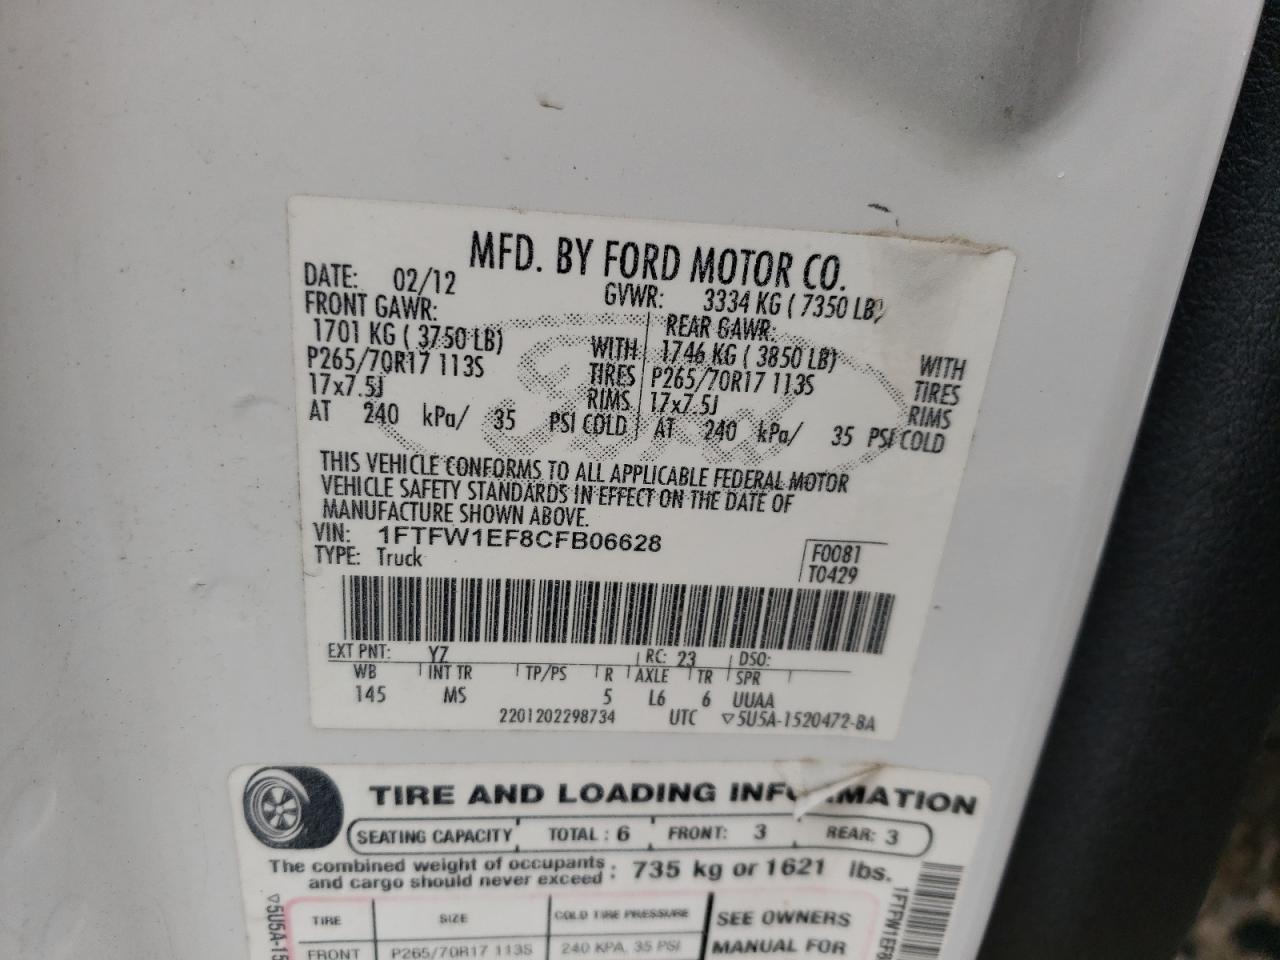 MFD. BY FORD MOTOR CO.
DATE: 02/12 GVWR: 3334 KG ( 7350 LB)
FRONT GAWR: REAR GAWR:
1701 KG ( 3750 LB) WITH 1746 KG ( 3850 LB) WITH
P265/70R17 113S TIRES P265/70R17 113S TIRES
17x7.5J RIMS 17x7.5J RIMS
AT 240 kPa/ 35 PSI COLD AT 240 kPa/ 35 PSI COLD
THIS VEHICLE CONFORMS TO ALL APPLICABLE FEDERAL MOTOR
VEHICLE SAFETY STANDARDS IN EFFECT ON THE DATE OF
MANUFACTURE SHOWN ABOVE.
VIN: 1FTFW1EF8CFB06628
TYPE: Truck
F0081
T0429
EXT PNT: YZ RC: 23 DSO:
WB INT TR TP/PS R AXLE TR SPR
145 MS 5 L6 6 UUAA
2201202298734 UTC ▽5U5A-1520472-BA
TIRE AND LOADING INFORMATION
SEATING CAPACITY TOTAL : 6 FRONT: 3 REAR: 3
The combined weight of occupants
and cargo should never exceed : 735 kg or 1621 lbs.
TIRE SIZE COLD TIRE PRESSURE SEE OWNERS
FRONT P265/70R17 113S 240 KPA, 35 PSI MANUAL FOR
▽5U5A-15
1FTFW1EF8